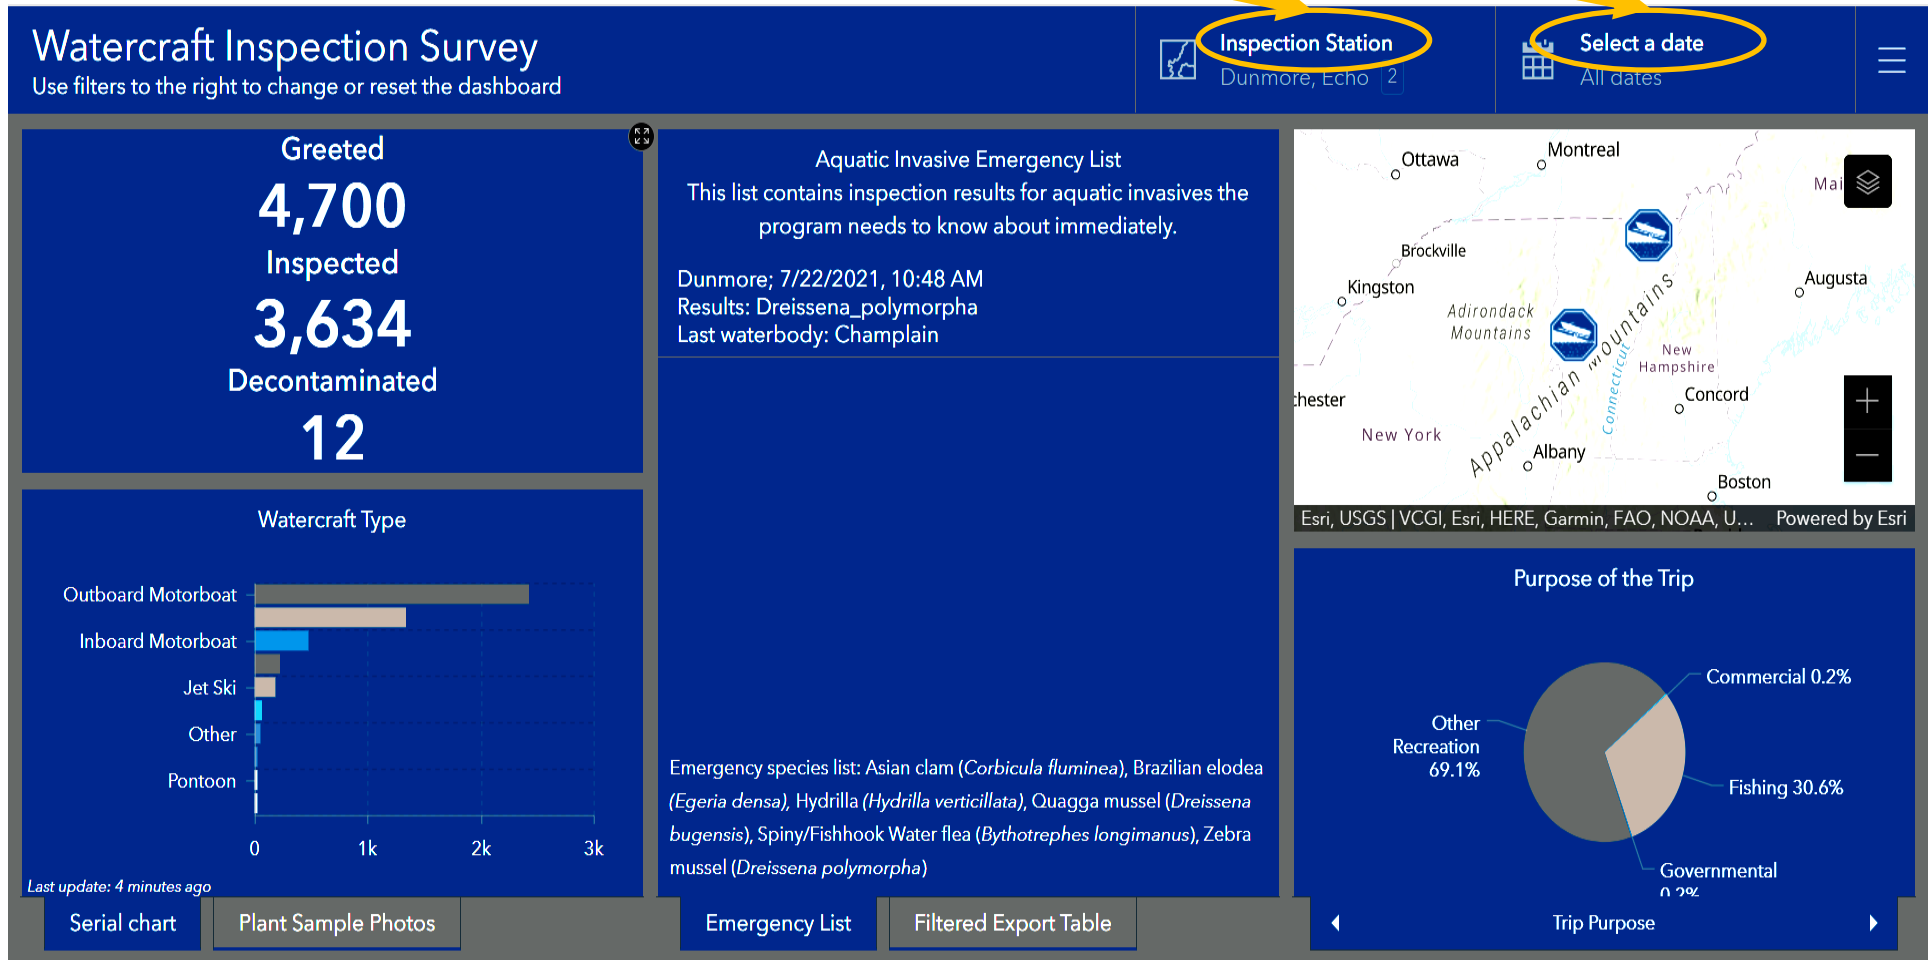 Watercraft Inspection Survey
Use filters to the right to change or reset the dashboard
Inspection Station
Dunmore, Echo 2
Select a date
All dates
Greeted
4,700
Inspected
3,634
Decontaminated
12
Watercraft Type
Outboard Motorboat
Inboard Motorboat
Jet Ski
Other
Pontoon
0 1k 2k 3k
Last update: 4 minutes ago
Serial chart
Plant Sample Photos
Aquatic Invasive Emergency List
This list contains inspection results for aquatic invasives the
program needs to know about immediately.
Dunmore; 7/22/2021, 10:48 AM
Results: Dreissena_polymorpha
Last waterbody: Champlain
Emergency species list: Asian clam (Corbicula fluminea), Brazilian elodea
(Egeria densa), Hydrilla (Hydrilla verticillata), Quagga mussel (Dreissena
bugensis), Spiny/Fishhook Water flea (Bythotrephes longimanus), Zebra
mussel (Dreissena polymorpha)
Emergency List
Filtered Export Table
Ottawa
Montreal
Mai
Brockville
Kingston
Augusta
Adirondack
Mountains
Appalachian Mountains
Connecticut
New
Hampshire
Concord
chester
New York
Albany
Boston
Esri, USGS | VCGI, Esri, HERE, Garmin, FAO, NOAA, U... Powered by Esri
Purpose of the Trip
Commercial 0.2%
Other
Recreation
69.1%
Fishing 30.6%
Governmental
0.2%
Trip Purpose